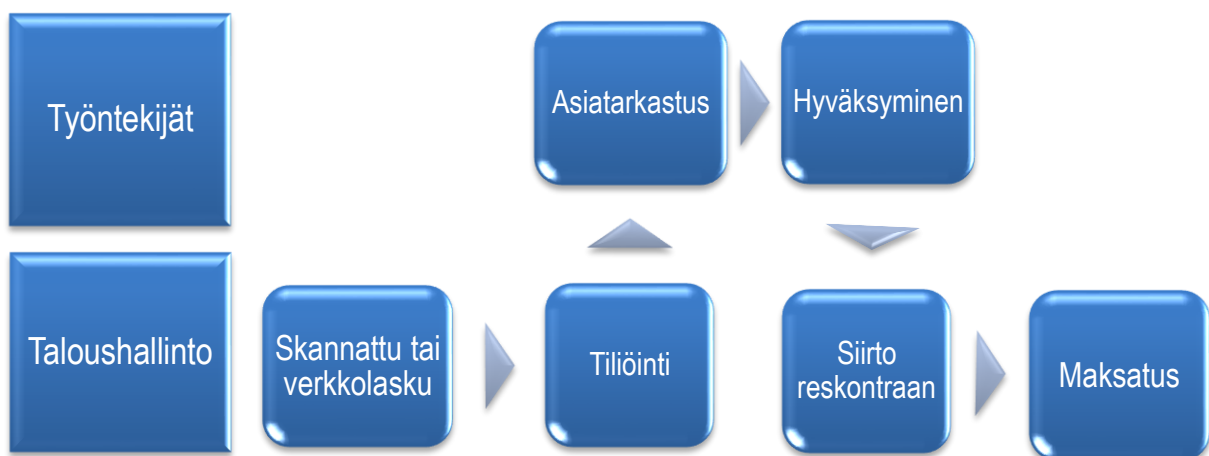 Työntekijät
Asiatarkastus
Hyväksyminen
Taloushallinto
Skannattu tai
verkkolasku
Tiliöinti
Siirto
reskontraan
Maksatus